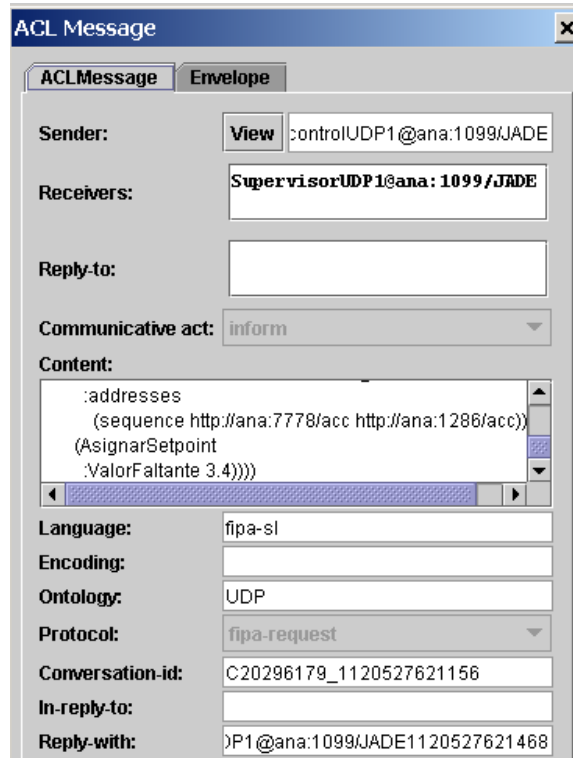 ACL Message
ACLMessage Envelope
Sender: View controlUDP1@ana:1099/JADE
Receivers: SupervisorUDP1@ana:1099/JADE
Reply-to:
Communicative act: inform
Content:
:addresses
(sequence http://ana:7778/acc http://ana:1286/acc))
(AsignarSetpoint
:ValorFaltante 3.4))))
Language: fipa-sl
Encoding:
Ontology: UDP
Protocol: fipa-request
Conversation-id: C20296179_1120527621156
In-reply-to:
Reply-with: P1@ana:1099/JADE1120527621468